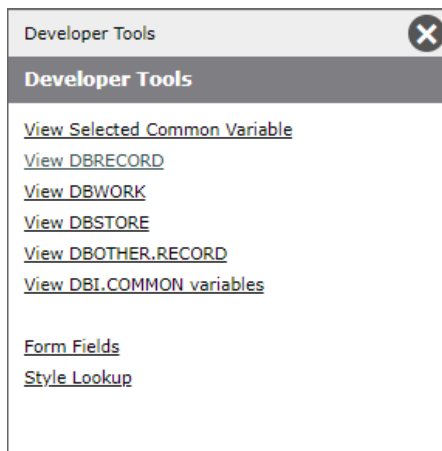 Developer Tools
Developer Tools
View Selected Common Variable
View DBRECORD
View DBWORK
View DBSTORE
View DBOTHER.RECORD
View DBI.COMMON variables
Form Fields
Style Lookup